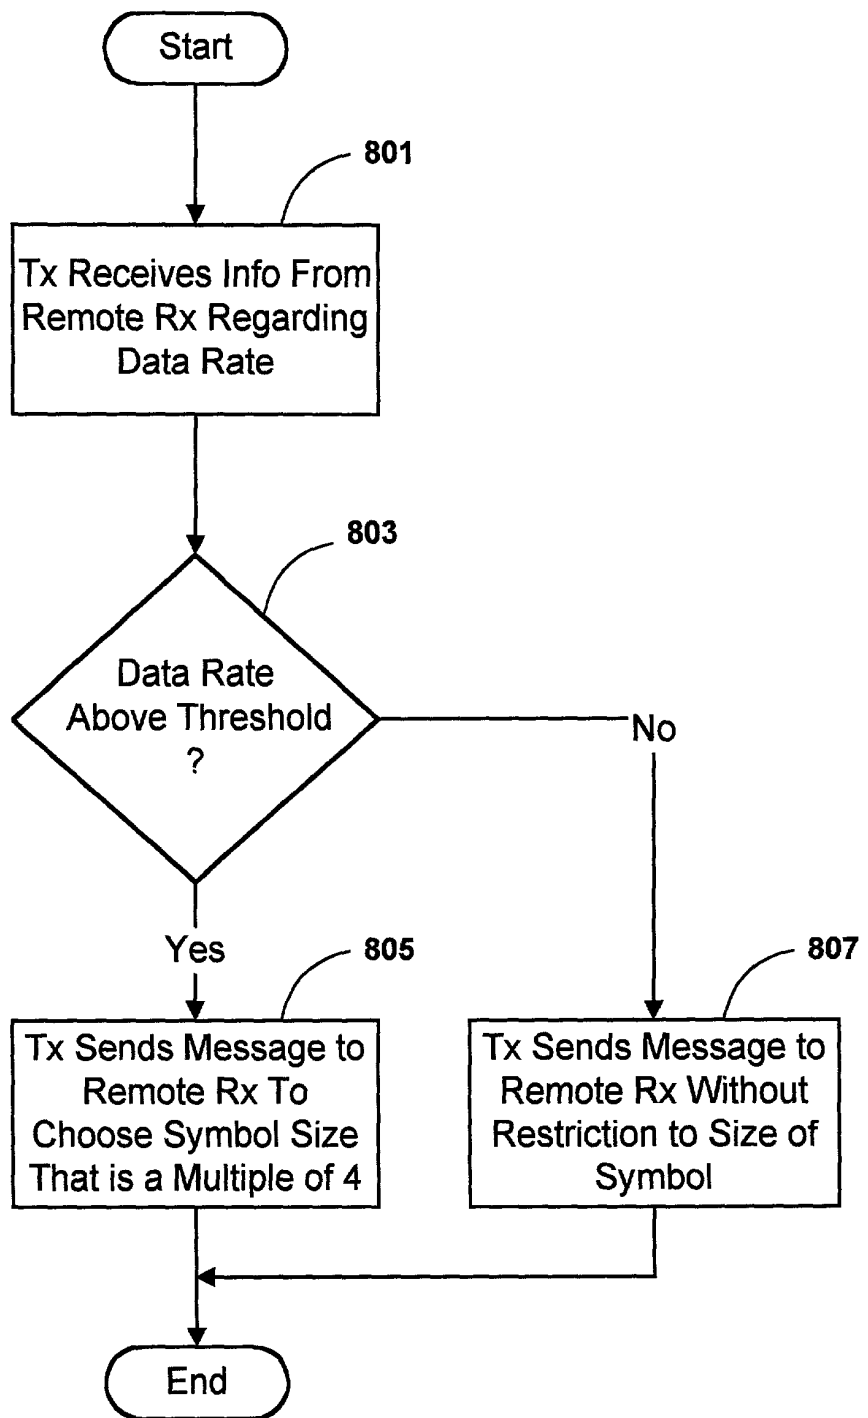 Start
801
Tx Receives Info From
Remote Rx Regarding
Data Rate
803
Data Rate
Above Threshold
?
No
Yes
805
807
Tx Sends Message to
Remote Rx To
Choose Symbol Size
That is a Multiple of 4
Tx Sends Message to
Remote Rx Without
Restriction to Size of
Symbol
End